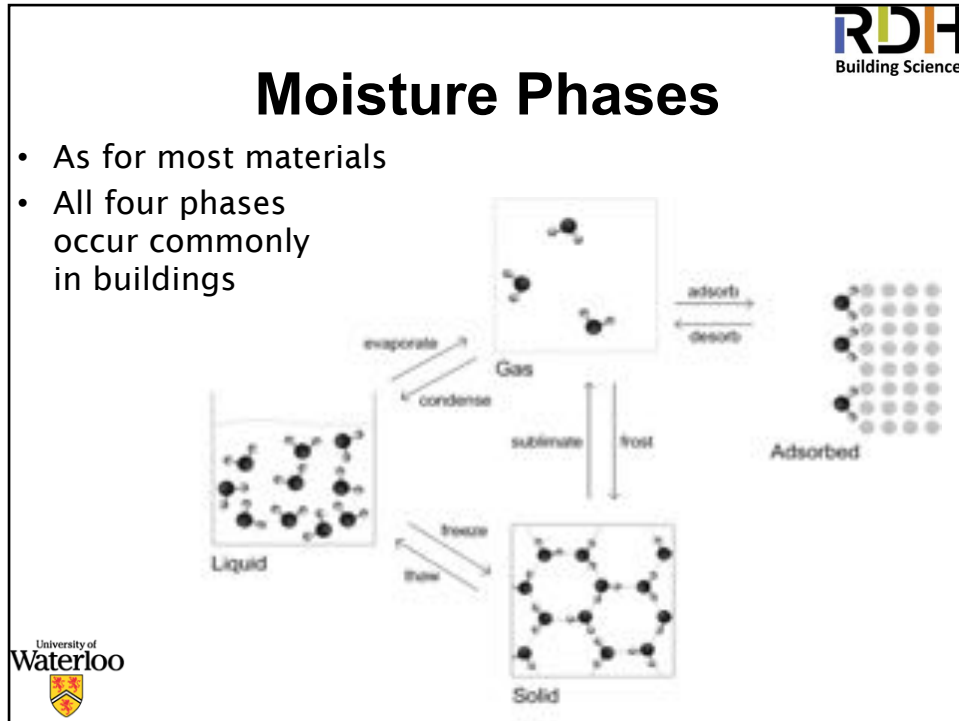 RDH
Building Science
Moisture Phases
• As for most materials
• All four phases
occur commonly
in buildings
adsorb
desorb
evaporate
Gas
condense
sublimate
frost
Adsorbed
freeze
Liquid
thaw
University of
Waterloo
Solid